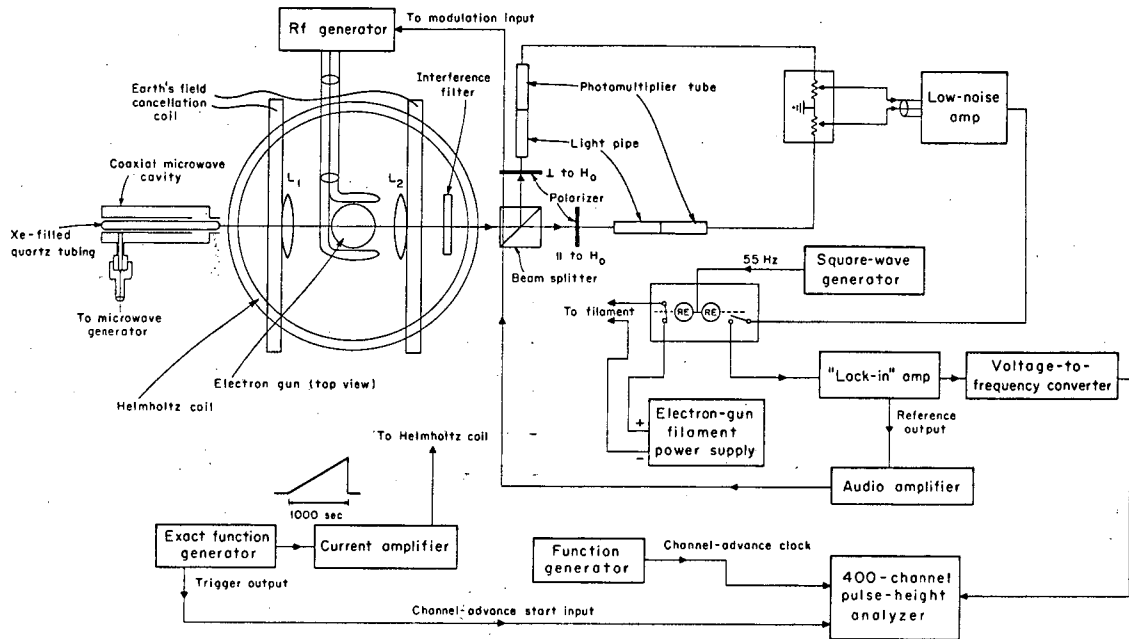 To modulation input
Rf generator
Interference
filter
Earth's field
cancellation
coil
Photomultiplier tube
Low-noise
amp
Light pipe
Coaxial microwave
cavity
L1
L2
⊥ to Ho
Polarizer
Xe-filled
quartz tubing
|| to Ho
Beam splitter
55 Hz
Square-wave
generator
To filament
RE
RE
To microwave
generator
Electron gun (top view)
Helmholtz coil
"Lock-in" amp
Voltage-to-
frequency converter
Reference
output
+
Electron-gun
filament
power supply
−
To Helmholtz coil
Audio amplifier
1000 sec
Exact function
generator
Current amplifier
Function
generator
Channel-advance clock
Trigger output
400-channel
pulse-height
analyzer
Channel-advance start input